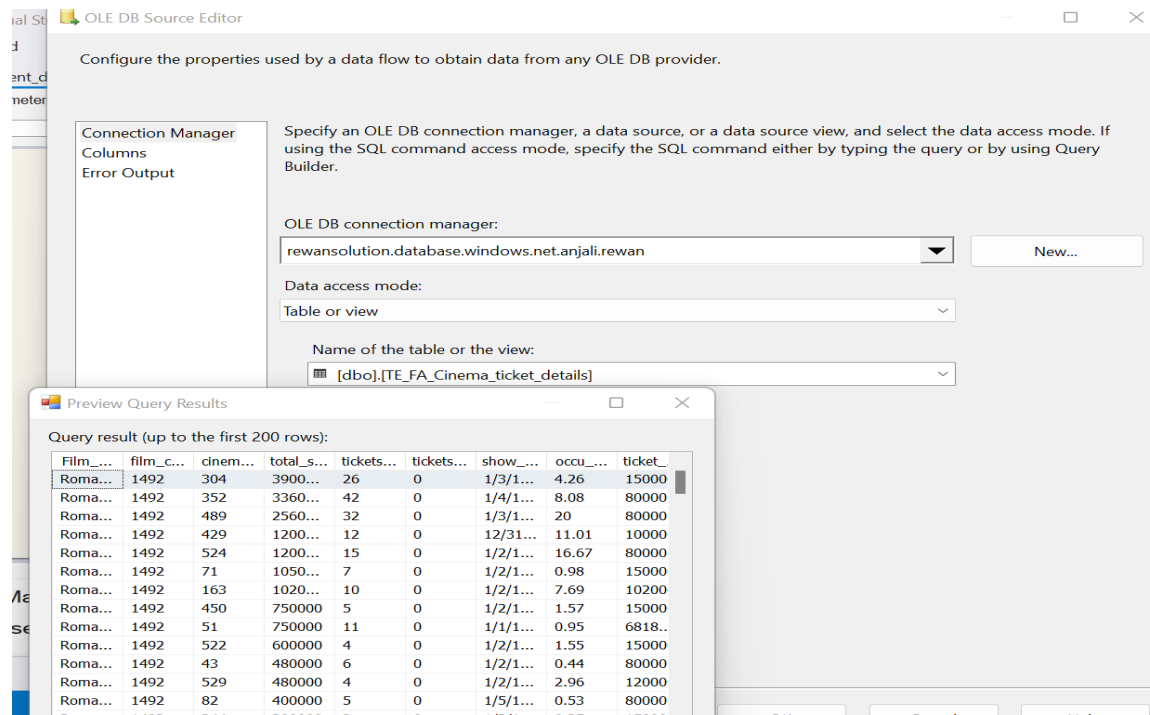 OLE DB Source Editor
Configure the properties used by a data flow to obtain data from any OLE DB provider.
Connection Manager
Columns
Error Output
Specify an OLE DB connection manager, a data source, or a data source view, and select the data access mode. If
using the SQL command access mode, specify the SQL command either by typing the query or by using Query
Builder.
OLE DB connection manager:
rewansolution.database.windows.net.anjali.rewan
New...
Data access mode:
Table or view
Name of the table or the view:
[dbo].[TE_FA_Cinema_ticket_details]
Preview Query Results
Query result (up to the first 200 rows):
Film_... film_c... cinem... total_s... tickets... tickets... show_... occu_... ticket_
Roma... 1492 304 3900... 26 0 1/3/1... 4.26 15000
Roma... 1492 352 3360... 42 0 1/4/1... 8.08 80000
Roma... 1492 489 2560... 32 0 1/3/1... 20 80000
Roma... 1492 429 1200... 12 0 12/31... 11.01 10000
Roma... 1492 524 1200... 15 0 1/2/1... 16.67 80000
Roma... 1492 71 1050... 7 0 1/2/1... 0.98 15000
Roma... 1492 163 1020... 10 0 1/2/1... 7.69 10200
Roma... 1492 450 750000 5 0 1/2/1... 1.57 15000
Roma... 1492 51 750000 11 0 1/1/1... 0.95 6818..
Roma... 1492 522 600000 4 0 1/2/1... 1.55 15000
Roma... 1492 43 480000 6 0 1/2/1... 0.44 80000
Roma... 1492 529 480000 4 0 1/2/1... 2.96 12000
Roma... 1492 82 400000 5 0 1/5/1... 0.53 80000